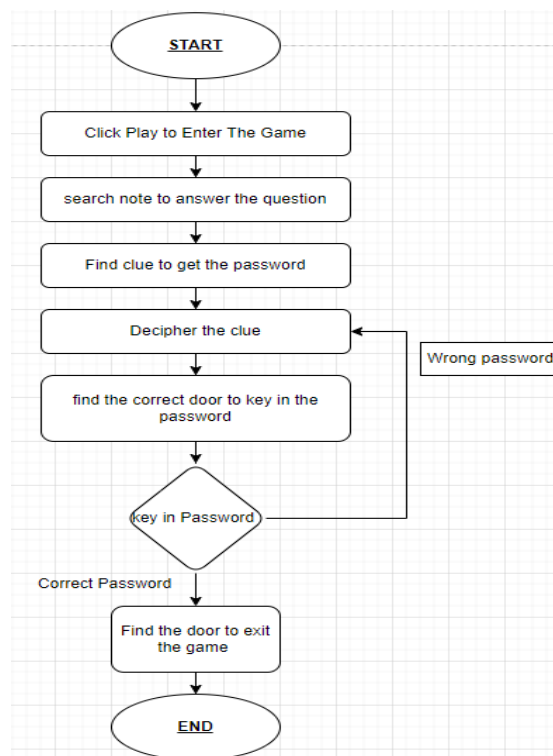 START
Click Play to Enter The Game
search note to answer the question
Find clue to get the password
Decipher the clue
Wrong password
find the correct door to key in the
password
key in Password
Correct Password
Find the door to exit
the game
END